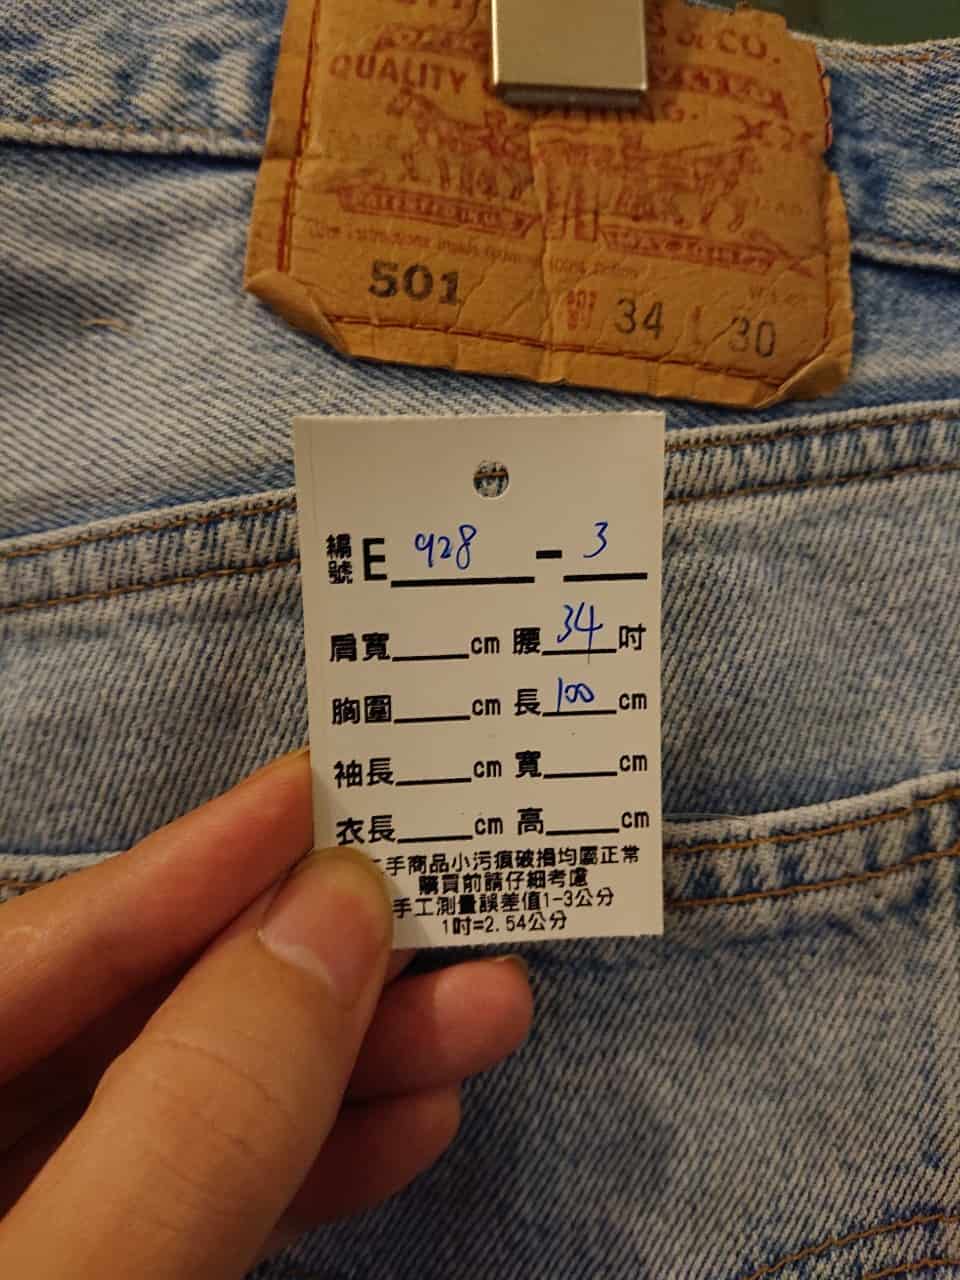 & CO.
QUALITY
501 W 34 L 30
編號 E 928 - 3
肩寬 cm 腰 34 吋
胸圍 cm 長 100 cm
袖長 cm 寬 cm
衣長 cm 高 cm
手商品小污痕破損均屬正常
購買前請仔細考慮
手工測量誤差值1-3公分
1吋=2.54公分